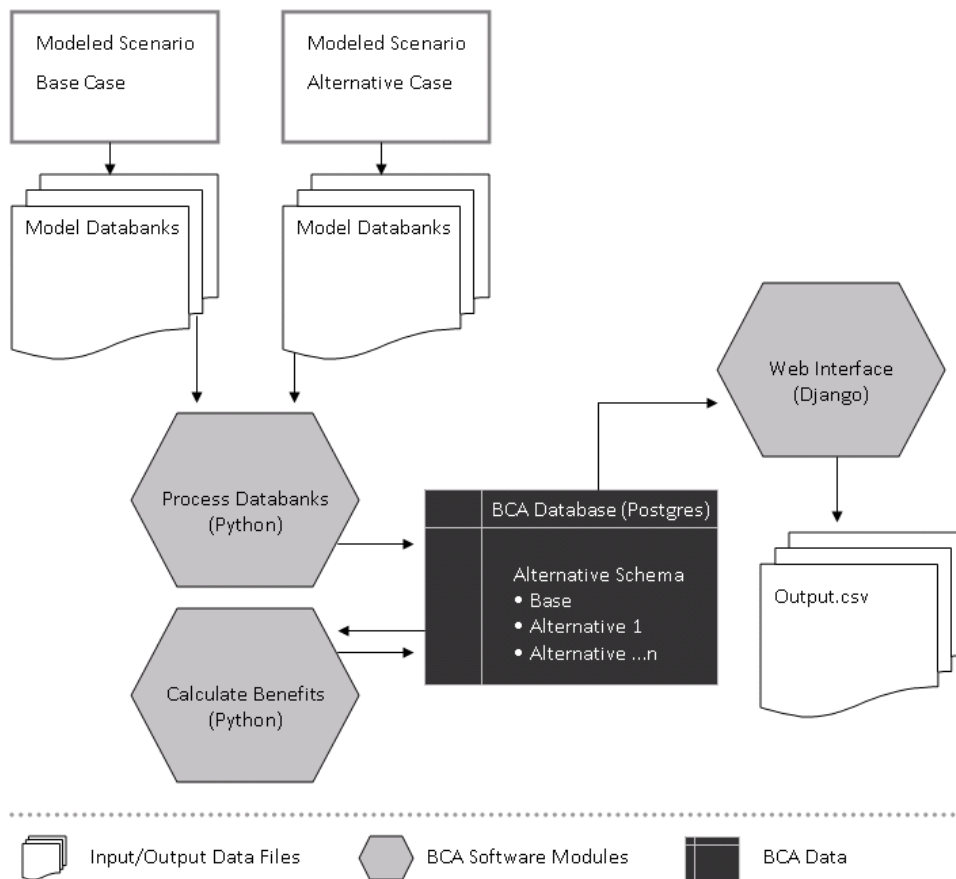 Modeled Scenario
Base Case
Modeled Scenario
Alternative Case
Model Databanks
Model Databanks
Web Interface
(Django)
Process Databanks
(Python)
BCA Database (Postgres)
Alternative Schema
• Base
• Alternative 1
• Alternative ...n
Output.csv
Calculate Benefits
(Python)
Input/Output Data Files
BCA Software Modules
BCA Data